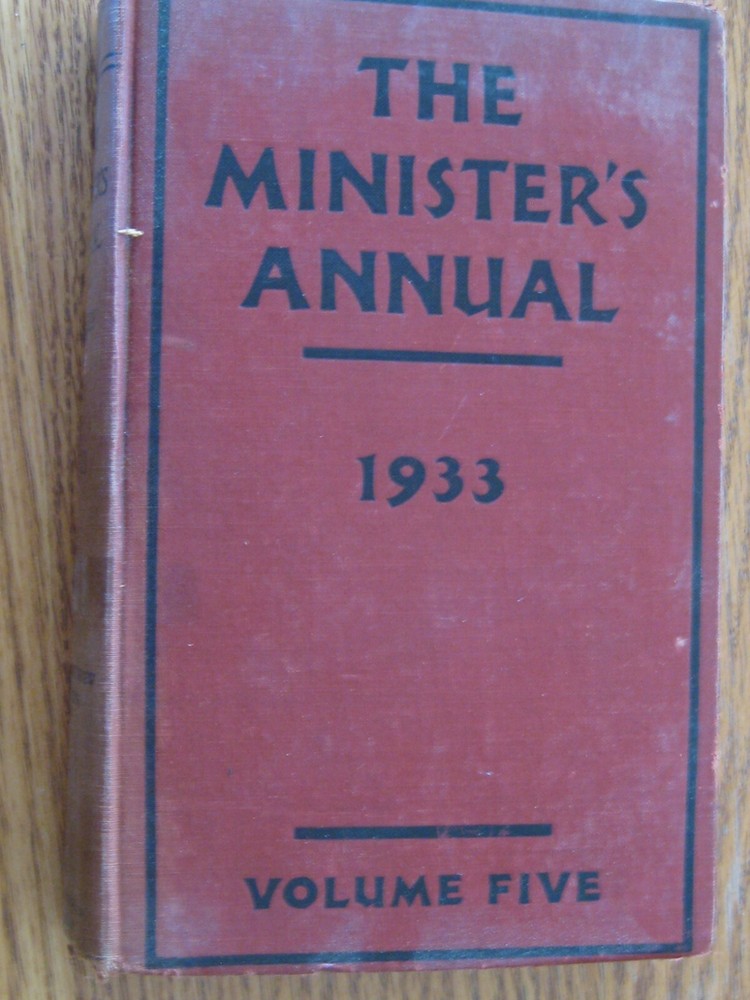 THE
MINISTER'S
ANNUAL
1933
VOLUME FIVE